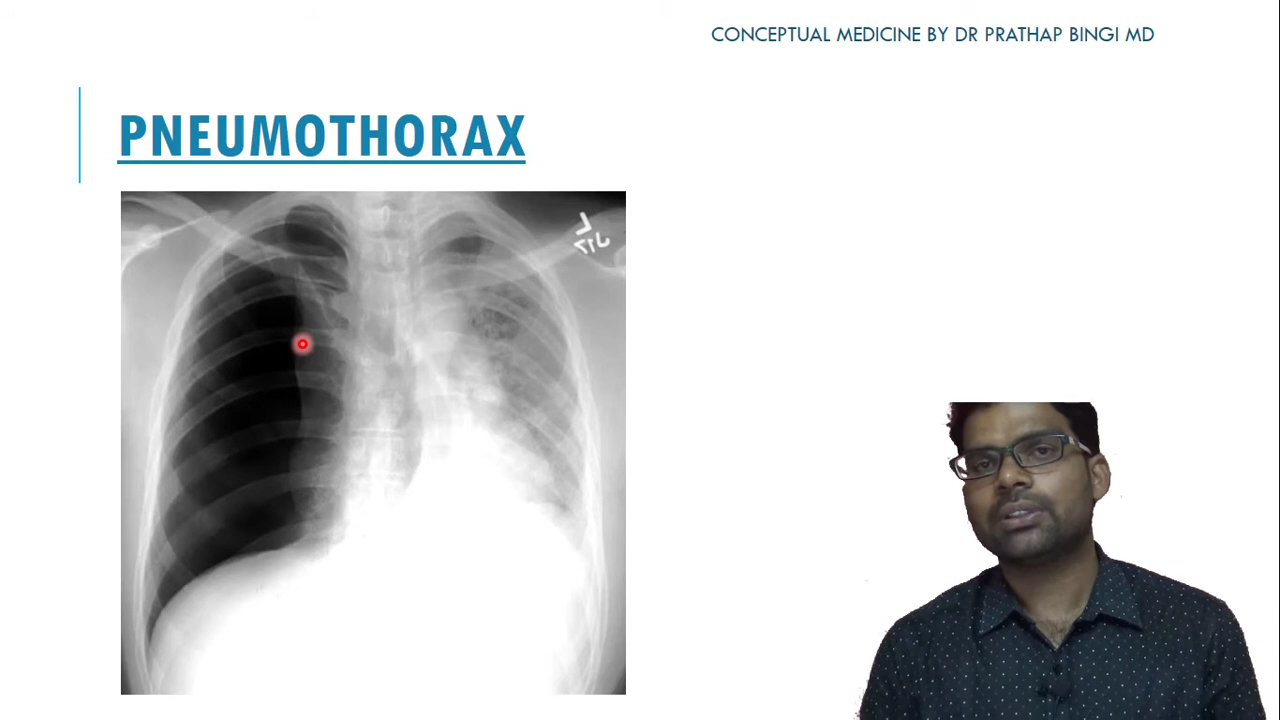 CONCEPTUAL MEDICINE BY DR PRATHAP BINGI MD
PNEUMOTHORAX
L